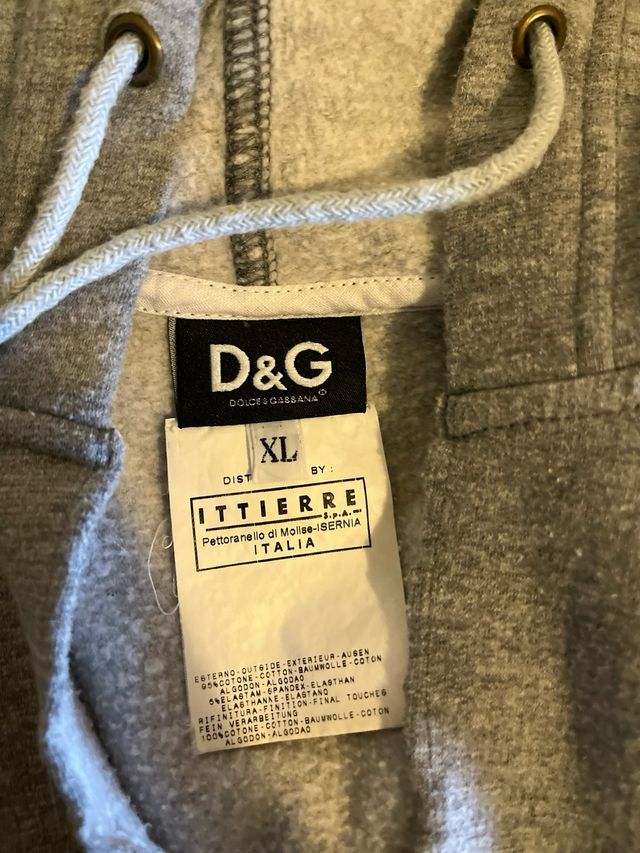 D&G
DOLCE & GABBANA®
XL
DIST BY :
ITTIERRE
S.p.A.
Pettoranello di Molise-ISERNIA
ITALIA
ESTERNO-OUTSIDE-EXTERIEUR-AUSEN
95%COTONE-COTTON-BAUMWOLLE-COTON
ALGODON-ALGODAO
5%ELASTAM-SPANDEX-ELASTHAN
ELASTHANNE-ELASTANO
RIFINITURA-FINITION-FINAL TOUCHES
FEIN VERARBEITUNG
100%COTONE-COTTON-BAUMWOLLE-COTON
ALGODON-ALGODAO